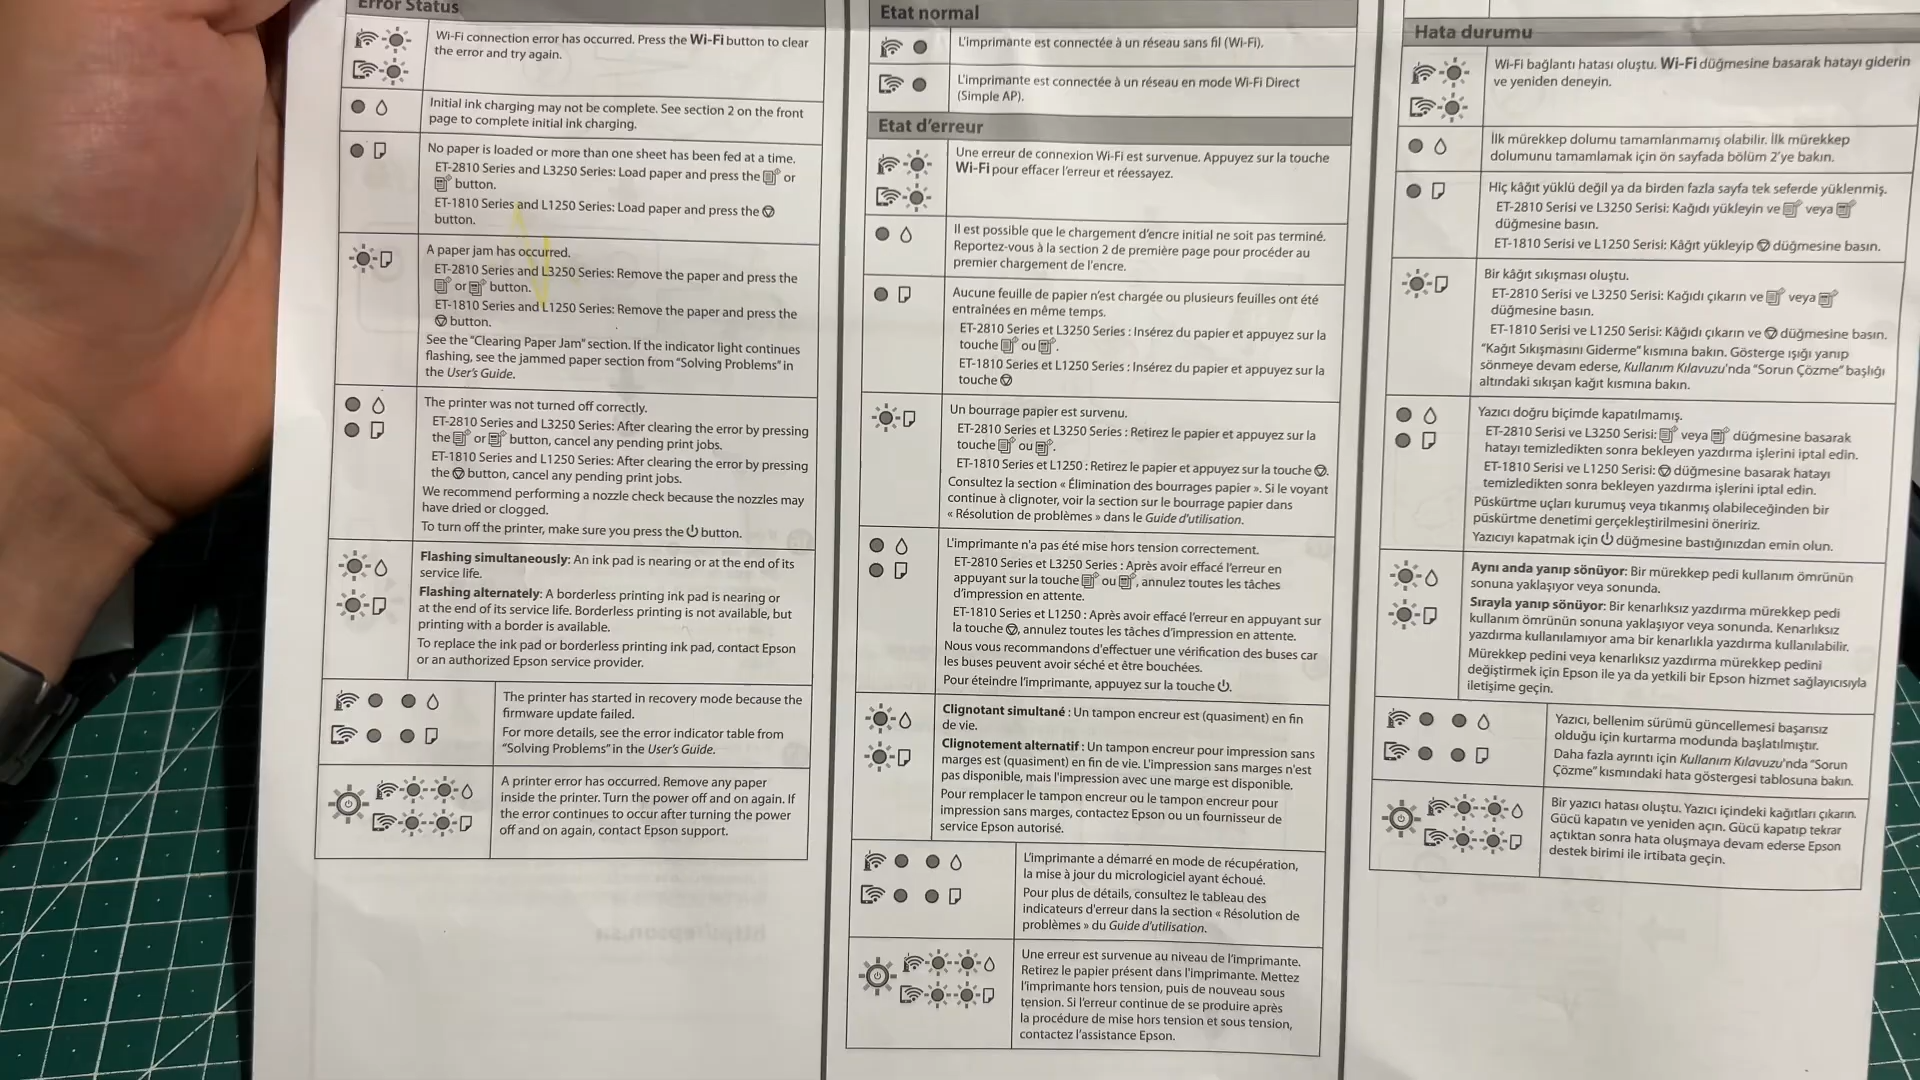 Error Status
Wi-Fi connection error has occurred. Press the Wi-Fi button to clear
the error and try again.
Initial ink charging may not be complete. See section 2 on the front
page to complete initial ink charging.
No paper is loaded or more than one sheet has been fed at a time.
ET-2810 Series and L3250 Series: Load paper and press the or
button.
ET-1810 Series and L1250 Series: Load paper and press the
button.
A paper jam has occurred.
ET-2810 Series and L3250 Series: Remove the paper and press the
or button.
ET-1810 Series and L1250 Series: Remove the paper and press the
button.
See the "Clearing Paper Jam" section. If the indicator light continues
flashing, see the jammed paper section from "Solving Problems" in
the User's Guide.
The printer was not turned off correctly.
ET-2810 Series and L3250 Series: After clearing the error by pressing
the or button, cancel any pending print jobs.
ET-1810 Series and L1250 Series: After clearing the error by pressing
the button, cancel any pending print jobs.
We recommend performing a nozzle check because the nozzles may
have dried or clogged.
To turn off the printer, make sure you press the button.
Flashing simultaneously: An ink pad is nearing or at the end of its
service life.
Flashing alternately: A borderless printing ink pad is nearing or
at the end of its service life. Borderless printing is not available, but
printing with a border is available.
To replace the ink pad or borderless printing ink pad, contact Epson
or an authorized Epson service provider.
The printer has started in recovery mode because the
firmware update failed.
For more details, see the error indicator table from
"Solving Problems" in the User's Guide.
A printer error has occurred. Remove any paper
inside the printer. Turn the power off and on again. If
the error continues to occur after turning the power
off and on again, contact Epson support.
Etat normal
L'imprimante est connectée à un réseau sans fil (Wi-Fi).
L'imprimante est connectée à un réseau en mode Wi-Fi Direct
(Simple AP).
Etat d'erreur
Une erreur de connexion Wi-Fi est survenue. Appuyez sur la touche
Wi-Fi pour effacer l'erreur et réessayez.
Il est possible que le chargement d'encre initial ne soit pas terminé.
Reportez-vous à la section 2 de première page pour procéder au
premier chargement de l'encre.
Aucune feuille de papier n'est chargée ou plusieurs feuilles ont été
entraînées en même temps.
ET-2810 Series et L3250 Series : Insérez du papier et appuyez sur la
touche ou .
ET-1810 Series et L1250 Series : Insérez du papier et appuyez sur la
touche
Un bourrage papier est survenu.
ET-2810 Series et L3250 Series : Retirez le papier et appuyez sur la
touche ou .
ET-1810 Series et L1250 : Retirez le papier et appuyez sur la touche .
Consultez la section « Élimination des bourrages papier ». Si le voyant
continue à clignoter, voir la section sur le bourrage papier dans
« Résolution de problèmes » dans le Guide d'utilisation.
L'imprimante n'a pas été mise hors tension correctement.
ET-2810 Series et L3250 Series : Après avoir effacé l'erreur en
appuyant sur la touche ou , annulez toutes les tâches
d'impression en attente.
ET-1810 Series et L1250 : Après avoir effacé l'erreur en appuyant sur
la touche , annulez toutes les tâches d'impression en attente.
Nous vous recommandons d'effectuer une vérification des buses car
les buses peuvent avoir séché et être bouchées.
Pour éteindre l'imprimante, appuyez sur la touche .
Clignotant simultané : Un tampon encreur est (quasiment) en fin
de vie.
Clignotement alternatif : Un tampon encreur pour impression sans
marges est (quasiment) en fin de vie. L'impression sans marges n'est
pas disponible, mais l'impression avec une marge est disponible.
Pour remplacer le tampon encreur ou le tampon encreur pour
impression sans marges, contactez Epson ou un fournisseur de
service Epson autorisé.
L'imprimante a démarré en mode de récupération,
la mise à jour du micrologiciel ayant échoué.
Pour plus de détails, consultez le tableau des
indicateurs d'erreur dans la section « Résolution de
problèmes » du Guide d'utilisation.
Une erreur est survenue au niveau de l'imprimante.
Retirez le papier présent dans l'imprimante. Mettez
l'imprimante hors tension, puis de nouveau sous
tension. Si l'erreur continue de se produire après
la procédure de mise hors tension et sous tension,
contactez l'assistance Epson.
Hata durumu
Wi-Fi bağlantı hatası oluştu. Wi-Fi düğmesine basarak hatayı giderin
ve yeniden deneyin.
İlk mürekkep dolumu tamamlanmamış olabilir. İlk mürekkep
dolumunu tamamlamak için ön sayfada bölüm 2'ye bakın.
Hiç kâğıt yüklü değil ya da birden fazla sayfa tek seferde yüklenmiş.
ET-2810 Serisi ve L3250 Serisi: Kağıdı yükleyin ve veya
düğmesine basın.
ET-1810 Serisi ve L1250 Serisi: Kâğıt yükleyip düğmesine basın.
Bir kâğıt sıkışması oluştu.
ET-2810 Serisi ve L3250 Serisi: Kağıdı çıkarın ve veya
düğmesine basın.
ET-1810 Serisi ve L1250 Serisi: Kâğıdı çıkarın ve düğmesine basın.
"Kağıt Sıkışmasını Giderme" kısmına bakın. Gösterge ışığı yanıp
sönmeye devam ederse, Kullanım Kılavuzu'nda "Sorun Çözme" başlığı
altındaki sıkışan kağıt kısmına bakın.
Yazıcı doğru biçimde kapatılmamış.
ET-2810 Serisi ve L3250 Serisi: veya düğmesine basarak
hatayı temizledikten sonra bekleyen yazdırma işlerini iptal edin.
ET-1810 Serisi ve L1250 Serisi: düğmesine basarak hatayı
temizledikten sonra bekleyen yazdırma işlerini iptal edin.
Püskürtme uçları kurumuş veya tıkanmış olabileceğinden bir
püskürtme denetimi gerçekleştirilmesini öneririz.
Yazıcıyı kapatmak için düğmesine bastığınızdan emin olun.
Aynı anda yanıp sönüyor: Bir mürekkep pedi kullanım ömrünün
sonuna yaklaşıyor veya sonunda.
Sırayla yanıp sönüyor: Bir kenarlıksız yazdırma mürekkep pedi
kullanım ömrünün sonuna yaklaşıyor veya sonunda. Kenarlıksız
yazdırma kullanılamıyor ama bir kenarlıkla yazdırma kullanılabilir.
Mürekkep pedini veya kenarlıksız yazdırma mürekkep pedini
değiştirmek için Epson ile ya da yetkili bir Epson hizmet sağlayıcısıyla
iletişime geçin.
Yazıcı, bellenim sürümü güncellemesi başarısız
olduğu için kurtarma modunda başlatılmıştır.
Daha fazla ayrıntı için Kullanım Kılavuzu'nda "Sorun
Çözme" kısmındaki hata göstergesi tablosuna bakın.
Bir yazıcı hatası oluştu. Yazıcı içindeki kağıtları çıkarın.
Gücü kapatın ve yeniden açın. Gücü kapatıp tekrar
açtıktan sonra hata oluşmaya devam ederse Epson
destek birimi ile irtibata geçin.